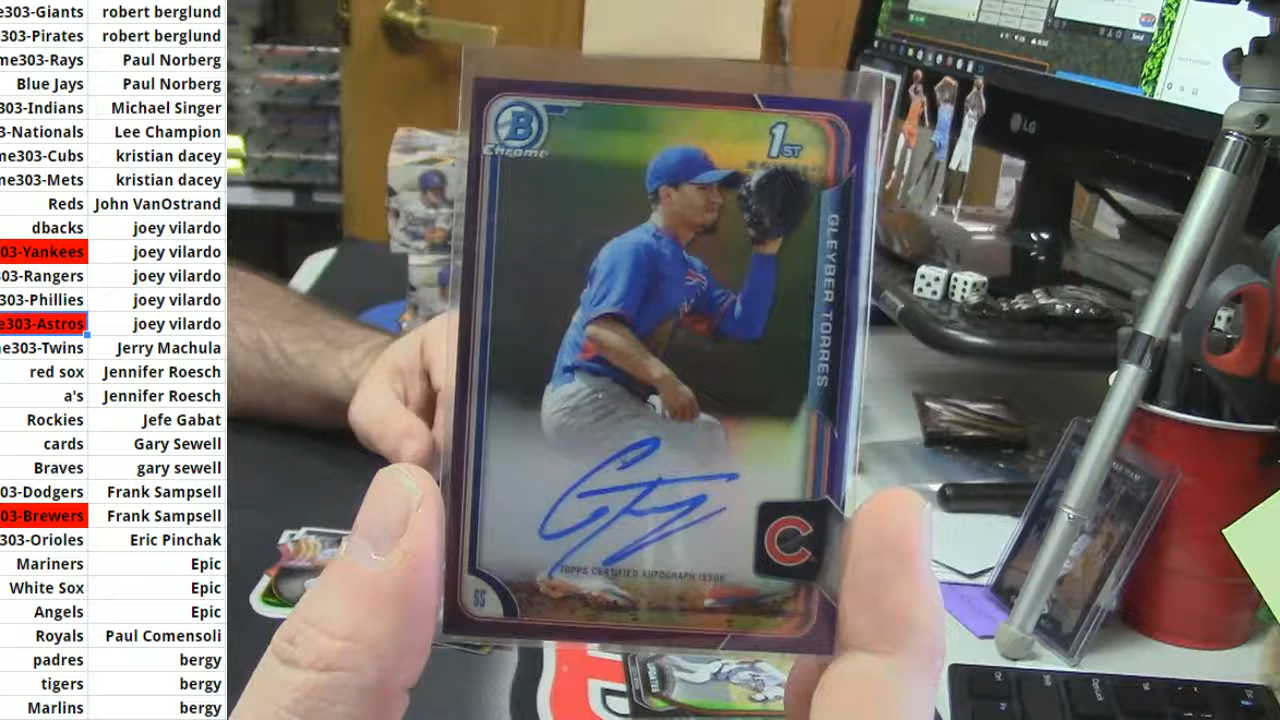 e303-Giants robert berglund
303-Pirates robert berglund
me303-Rays Paul Norberg
Blue Jays Paul Norberg
303-Indians Michael Singer
3-Nationals Lee Champion
me303-Cubs kristian dacey
me303-Mets kristian dacey
Reds John VanOstrand
dbacks joey vilardo
03-Yankees joey vilardo
303-Rangers joey vilardo
303-Phillies joey vilardo
e303-Astros joey vilardo
ne303-Twins Jerry Machula
red sox Jennifer Roesch
a's Jennifer Roesch
Rockies Jefe Gabat
cards Gary Sewell
Braves gary sewell
03-Dodgers Frank Sampsell
03-Brewers Frank Sampsell
303-Orioles Eric Pinchak
Mariners Epic
White Sox Epic
Angels Epic
Royals Paul Comensoli
padres bergy
tigers bergy
Marlins bergy
B
Chrome
1ST
GLEYBER TORRES
C
TOPPS CERTIFIED AUTOGRAPH ISSUE
SS
LG